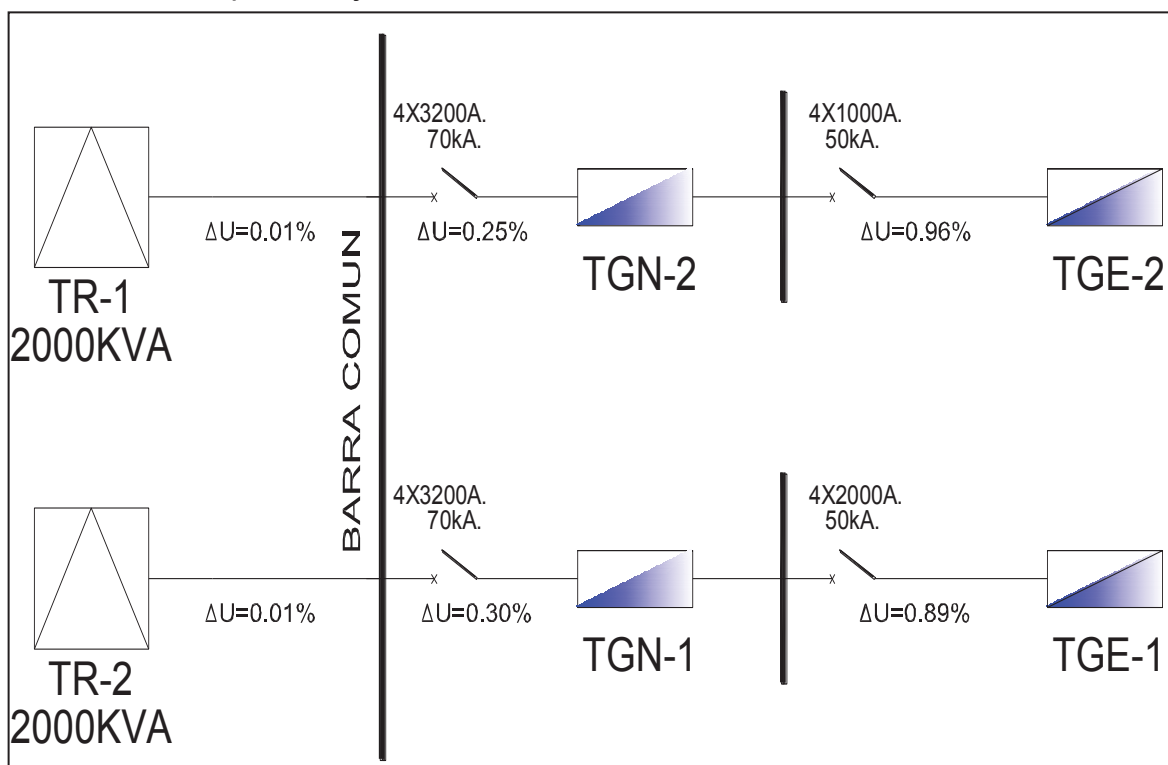 4X3200A.
70kA.
4X1000A.
50kA.
ΔU=0.01%
ΔU=0.25%
ΔU=0.96%
TR-1
2000KVA
TGN-2
TGE-2
BARRA COMUN
4X3200A.
70kA.
4X2000A.
50kA.
ΔU=0.01%
ΔU=0.30%
ΔU=0.89%
TR-2
2000KVA
TGN-1
TGE-1